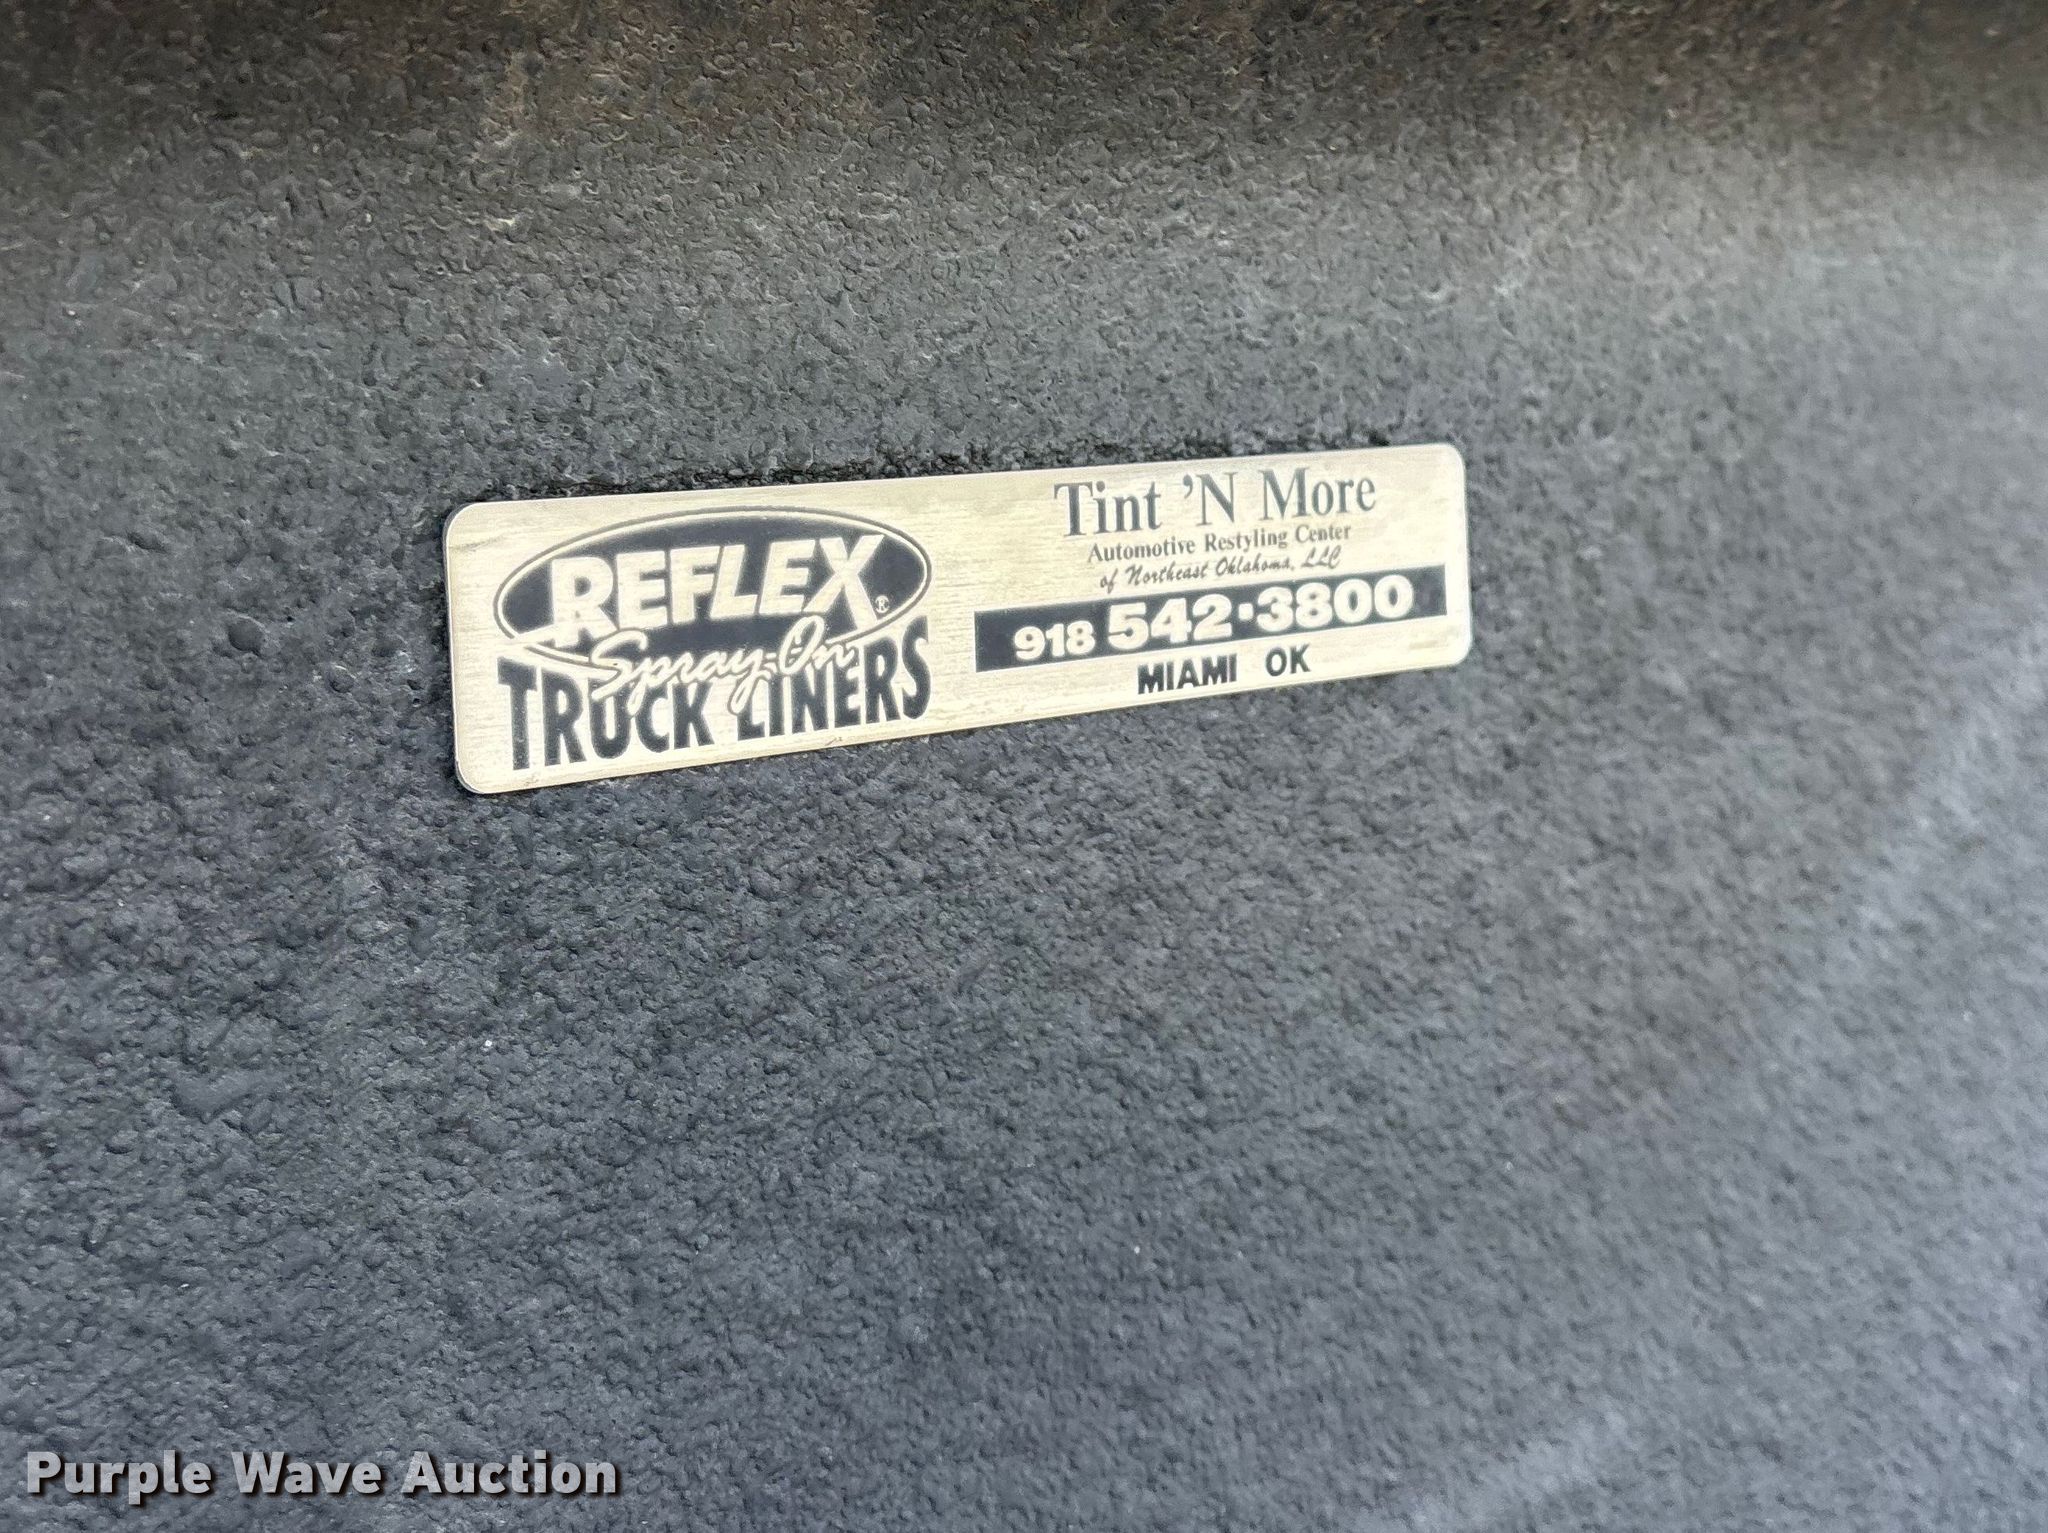 REFLEX®
Spray-On
TRUCK LINERS
Tint 'N More
Automotive Restyling Center
of Northeast Oklahoma, LLC
918 542-3800
MIAMI OK
Purple Wave Auction